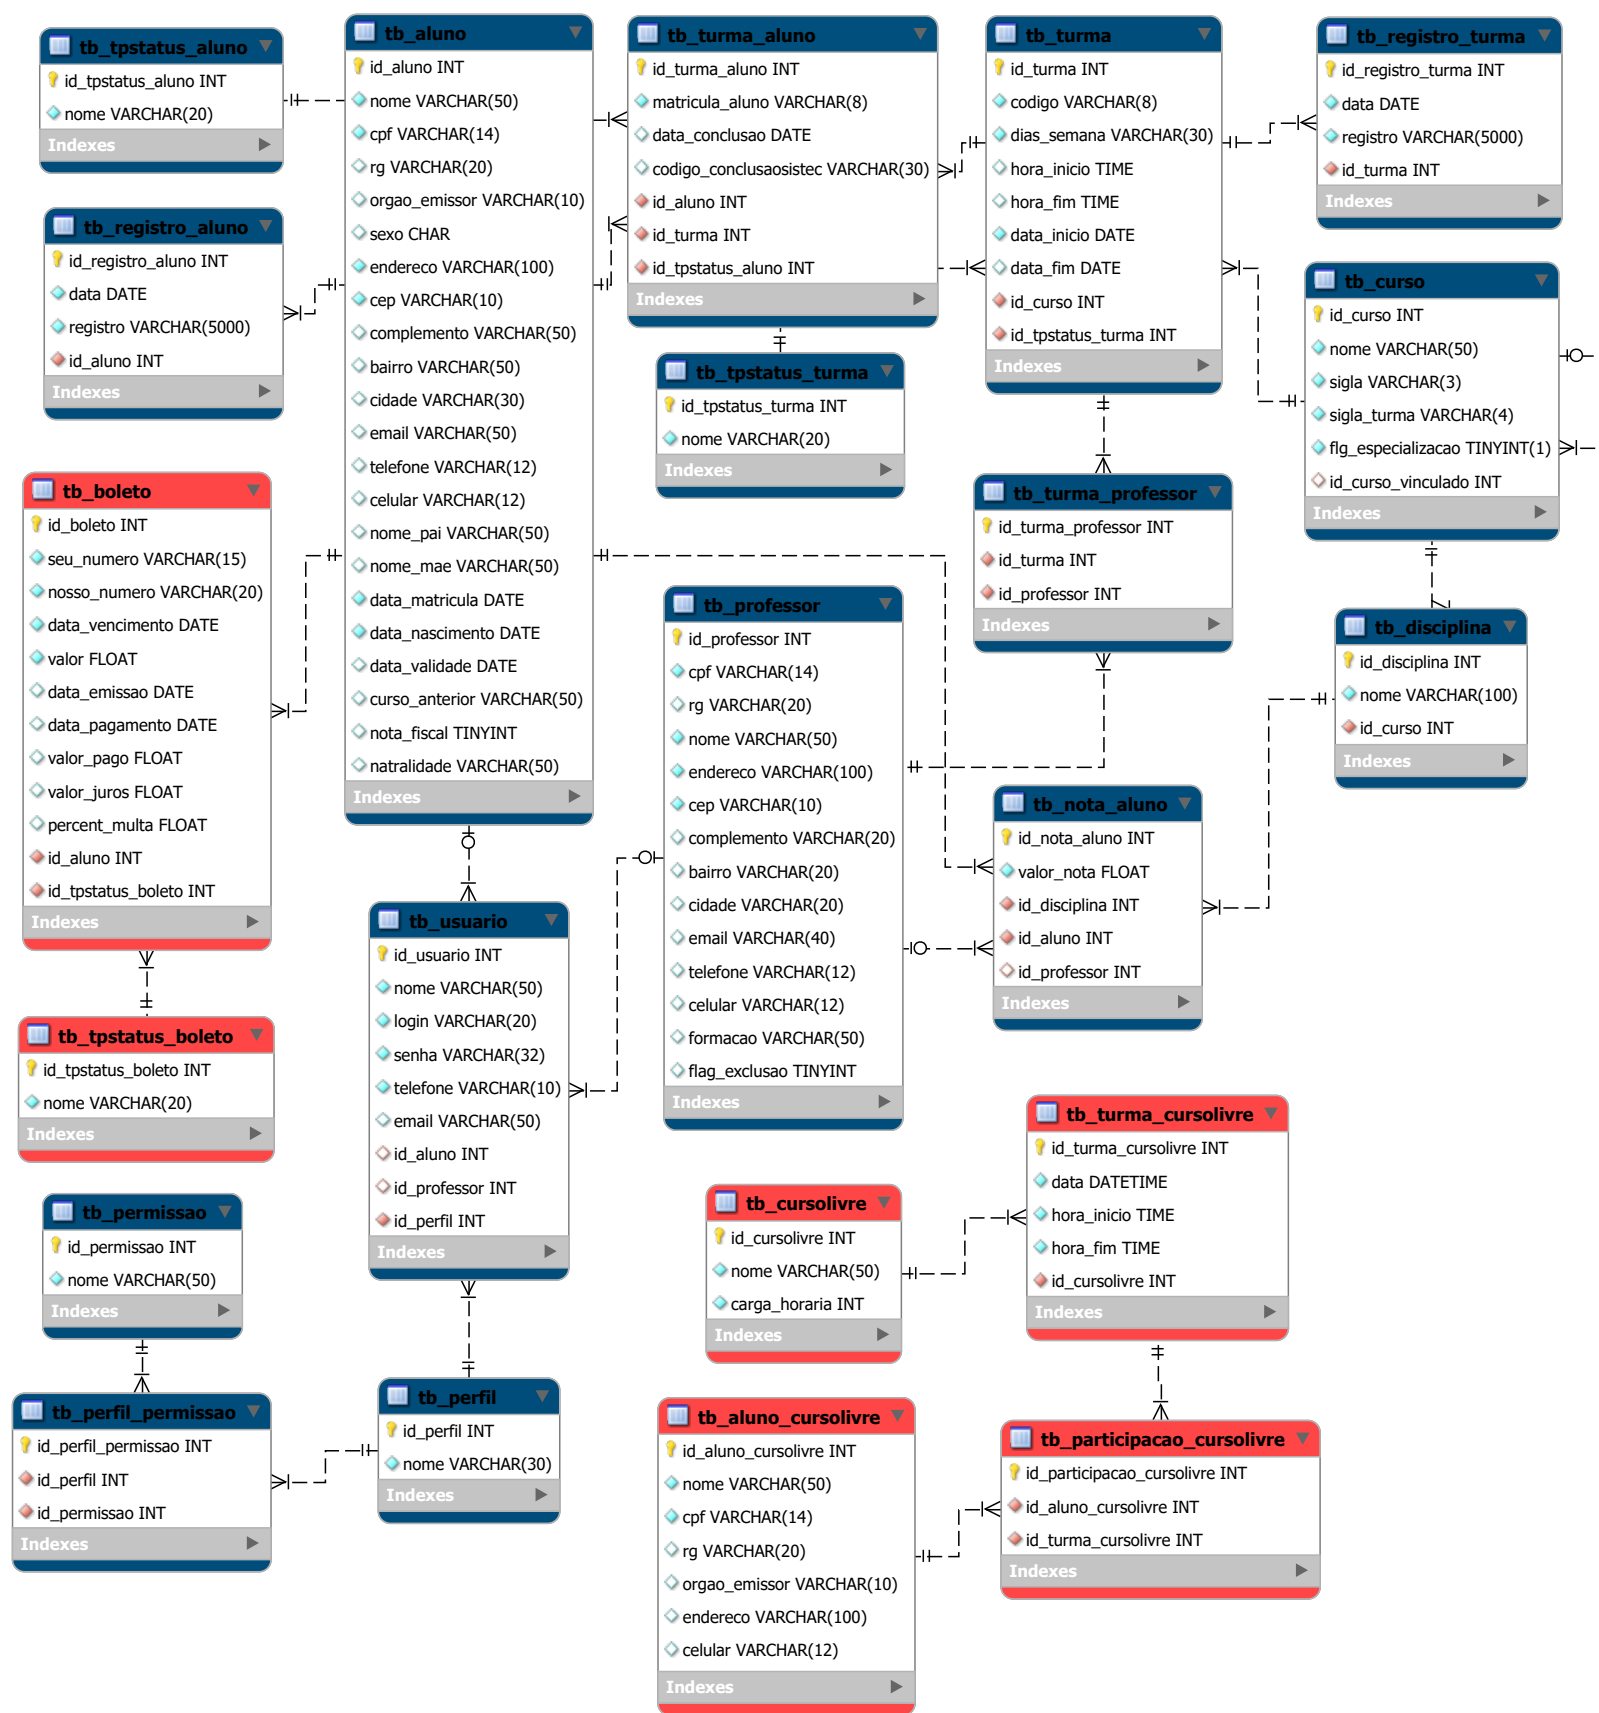 tb_tpstatus_aluno
id_tpstatus_aluno INT
nome VARCHAR(20)
Indexes
tb_registro_aluno
id_registro_aluno INT
data DATE
registro VARCHAR(5000)
id_aluno INT
Indexes
tb_boleto
id_boleto INT
seu_numero VARCHAR(15)
nosso_numero VARCHAR(20)
data_vencimento DATE
valor FLOAT
data_emissao DATE
data_pagamento DATE
valor_pago FLOAT
valor_juros FLOAT
percent_multa FLOAT
id_aluno INT
id_tpstatus_boleto INT
Indexes
tb_tpstatus_boleto
id_tpstatus_boleto INT
nome VARCHAR(20)
Indexes
tb_permissao
id_permissao INT
nome VARCHAR(50)
Indexes
tb_perfil_permissao
id_perfil_permissao INT
id_perfil INT
id_permissao INT
Indexes
tb_aluno
id_aluno INT
nome VARCHAR(50)
cpf VARCHAR(14)
rg VARCHAR(20)
orgao_emissor VARCHAR(10)
sexo CHAR
endereco VARCHAR(100)
cep VARCHAR(10)
complemento VARCHAR(50)
bairro VARCHAR(50)
cidade VARCHAR(30)
email VARCHAR(50)
telefone VARCHAR(12)
celular VARCHAR(12)
nome_pai VARCHAR(50)
nome_mae VARCHAR(50)
data_matricula DATE
data_nascimento DATE
data_validade DATE
curso_anterior VARCHAR(50)
nota_fiscal TINYINT
natralidade VARCHAR(50)
Indexes
tb_usuario
id_usuario INT
nome VARCHAR(50)
login VARCHAR(20)
senha VARCHAR(32)
telefone VARCHAR(10)
email VARCHAR(50)
id_aluno INT
id_professor INT
id_perfil INT
Indexes
tb_perfil
id_perfil INT
nome VARCHAR(30)
Indexes
tb_turma_aluno
id_turma_aluno INT
matricula_aluno VARCHAR(8)
data_conclusao DATE
codigo_conclusaosistec VARCHAR(30)
id_aluno INT
id_turma INT
id_tpstatus_aluno INT
Indexes
tb_tpstatus_turma
id_tpstatus_turma INT
nome VARCHAR(20)
Indexes
tb_professor
id_professor INT
cpf VARCHAR(14)
rg VARCHAR(20)
nome VARCHAR(50)
endereco VARCHAR(100)
cep VARCHAR(10)
complemento VARCHAR(20)
bairro VARCHAR(20)
cidade VARCHAR(20)
email VARCHAR(40)
telefone VARCHAR(12)
celular VARCHAR(12)
formacao VARCHAR(50)
flag_exclusao TINYINT
Indexes
tb_cursolivre
id_cursolivre INT
nome VARCHAR(50)
carga_horaria INT
Indexes
tb_aluno_cursolivre
id_aluno_cursolivre INT
nome VARCHAR(50)
cpf VARCHAR(14)
rg VARCHAR(20)
orgao_emissor VARCHAR(10)
endereco VARCHAR(100)
celular VARCHAR(12)
Indexes
tb_turma
id_turma INT
codigo VARCHAR(8)
dias_semana VARCHAR(30)
hora_inicio TIME
hora_fim TIME
data_inicio DATE
data_fim DATE
id_curso INT
id_tpstatus_turma INT
Indexes
tb_turma_professor
id_turma_professor INT
id_turma INT
id_professor INT
Indexes
tb_nota_aluno
id_nota_aluno INT
valor_nota FLOAT
id_disciplina INT
id_aluno INT
id_professor INT
Indexes
tb_turma_cursolivre
id_turma_cursolivre INT
data DATETIME
hora_inicio TIME
hora_fim TIME
id_cursolivre INT
Indexes
tb_participacao_cursolivre
id_participacao_cursolivre INT
id_aluno_cursolivre INT
id_turma_cursolivre INT
Indexes
tb_registro_turma
id_registro_turma INT
data DATE
registro VARCHAR(5000)
id_turma INT
Indexes
tb_curso
id_curso INT
nome VARCHAR(50)
sigla VARCHAR(3)
sigla_turma VARCHAR(4)
flg_especializacao TINYINT(1)
id_curso_vinculado INT
Indexes
tb_disciplina
id_disciplina INT
nome VARCHAR(100)
id_curso INT
Indexes